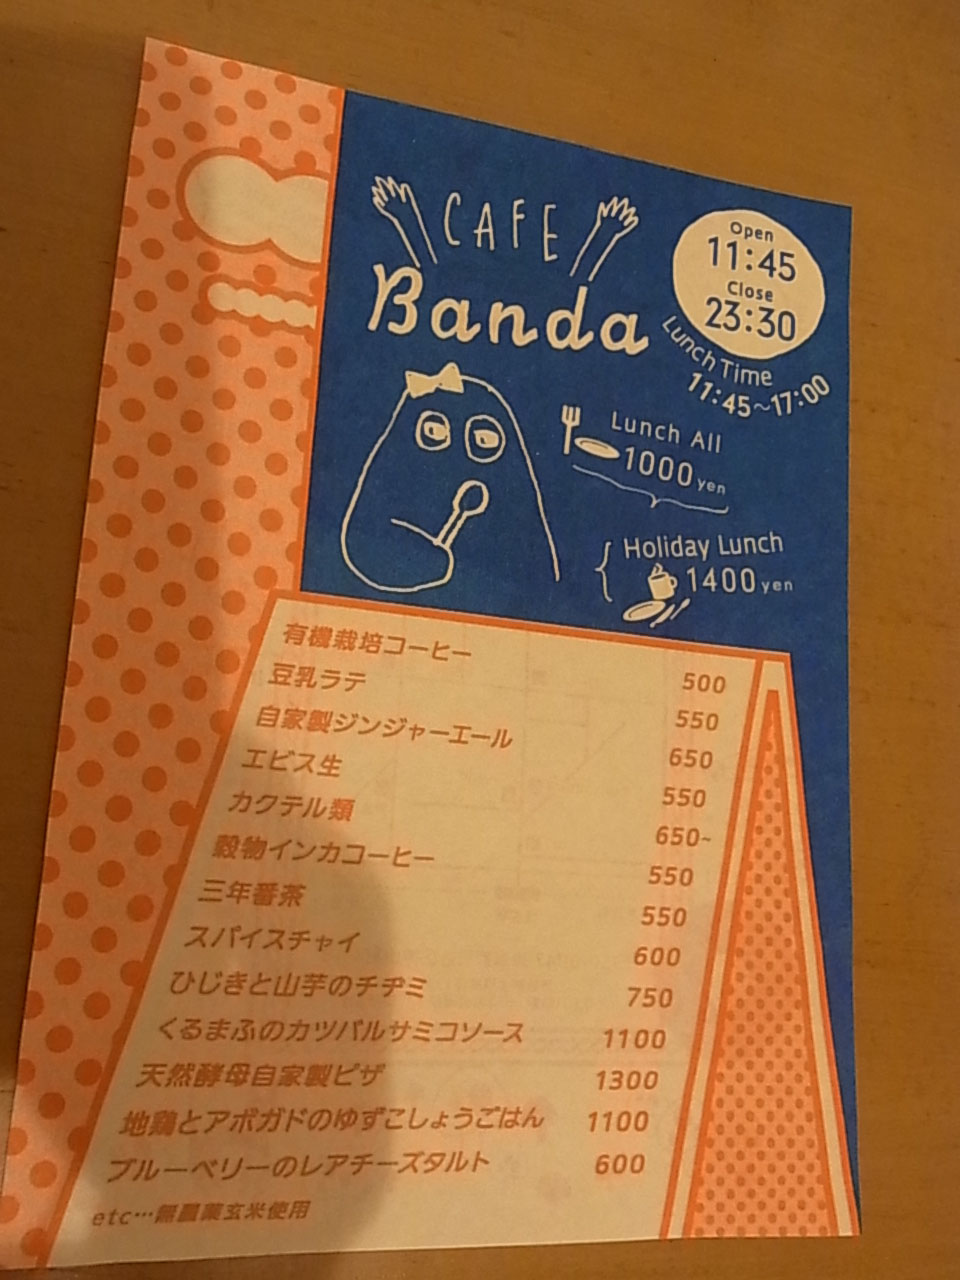 CAFE
Banda
Open
11:45
Close
23:30
Lunch Time
11:45~17:00
Lunch All
1000 yen
Holiday Lunch
1400 yen
有機栽培コーヒー 500
豆乳ラテ 550
自家製ジンジャーエール 650
エビス生 550
カクテル類 650~
穀物インカコーヒー 550
三年番茶 550
スパイスチャイ 600
ひじきと山芋のチヂミ 750
くるまふのカツバルサミコソース 1100
天然酵母自家製ピザ 1300
地鶏とアボガドのゆずこしょうごはん 1100
ブルーベリーのレアチーズタルト 600
etc…無農薬玄米使用